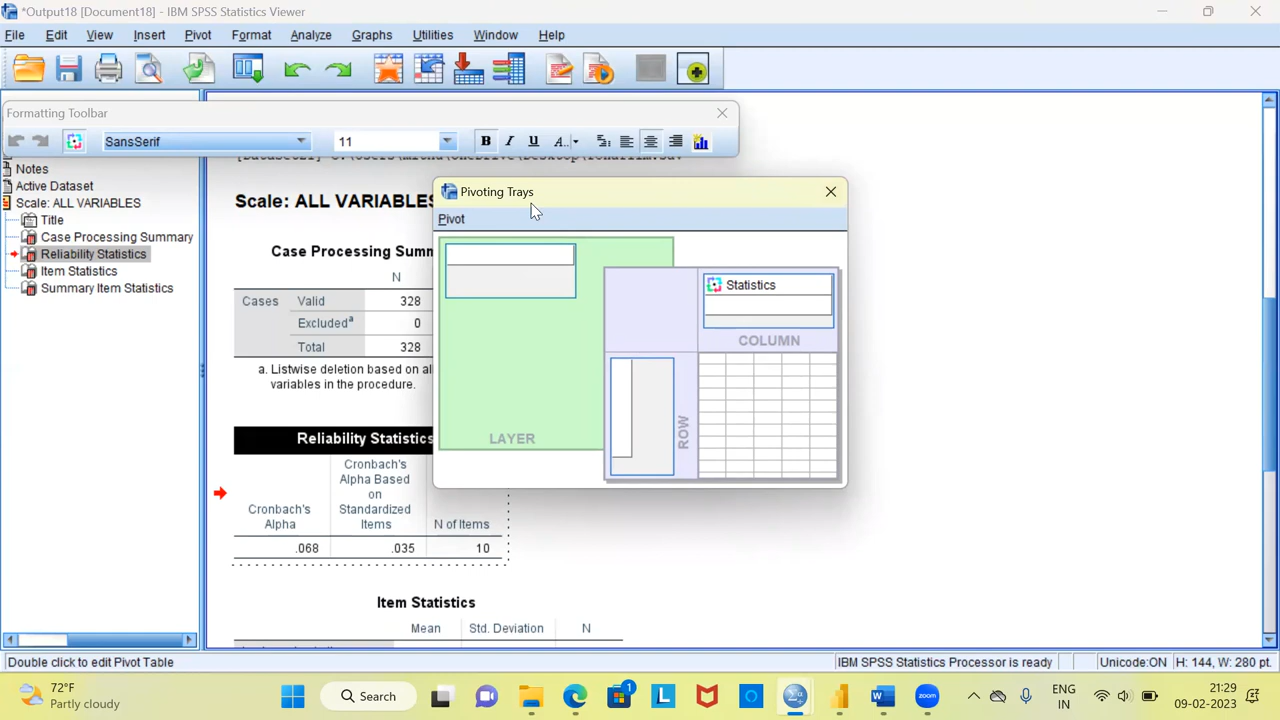 *Output18 [Document18] - IBM SPSS Statistics Viewer
File Edit View Insert Pivot Format Analyze Graphs Utilities Window Help
Formatting Toolbar
SansSerif 11 B I U A..
Notes
Active Dataset
Scale: ALL VARIABLES
Title
Case Processing Summary
Reliability Statistics
Item Statistics
Summary Item Statistics
Scale: ALL VARIABLES
Case Processing Summ
N
Cases Valid 328
Excludedª 0
Total 328
a. Listwise deletion based on all
variables in the procedure.
Reliability Statistics
Cronbach's Alpha
Cronbach's Alpha Based on Standardized Items
N of Items
.068 .035 10
Item Statistics
Mean Std. Deviation N
Pivoting Trays
Pivot
Statistics
COLUMN
LAYER
ROW
Double click to edit Pivot Table
IBM SPSS Statistics Processor is ready
Unicode:ON
H: 144, W: 280 pt.
72°F
Partly cloudy
Search
1
L
W
zoom
ENG
IN
21:29
09-02-2023